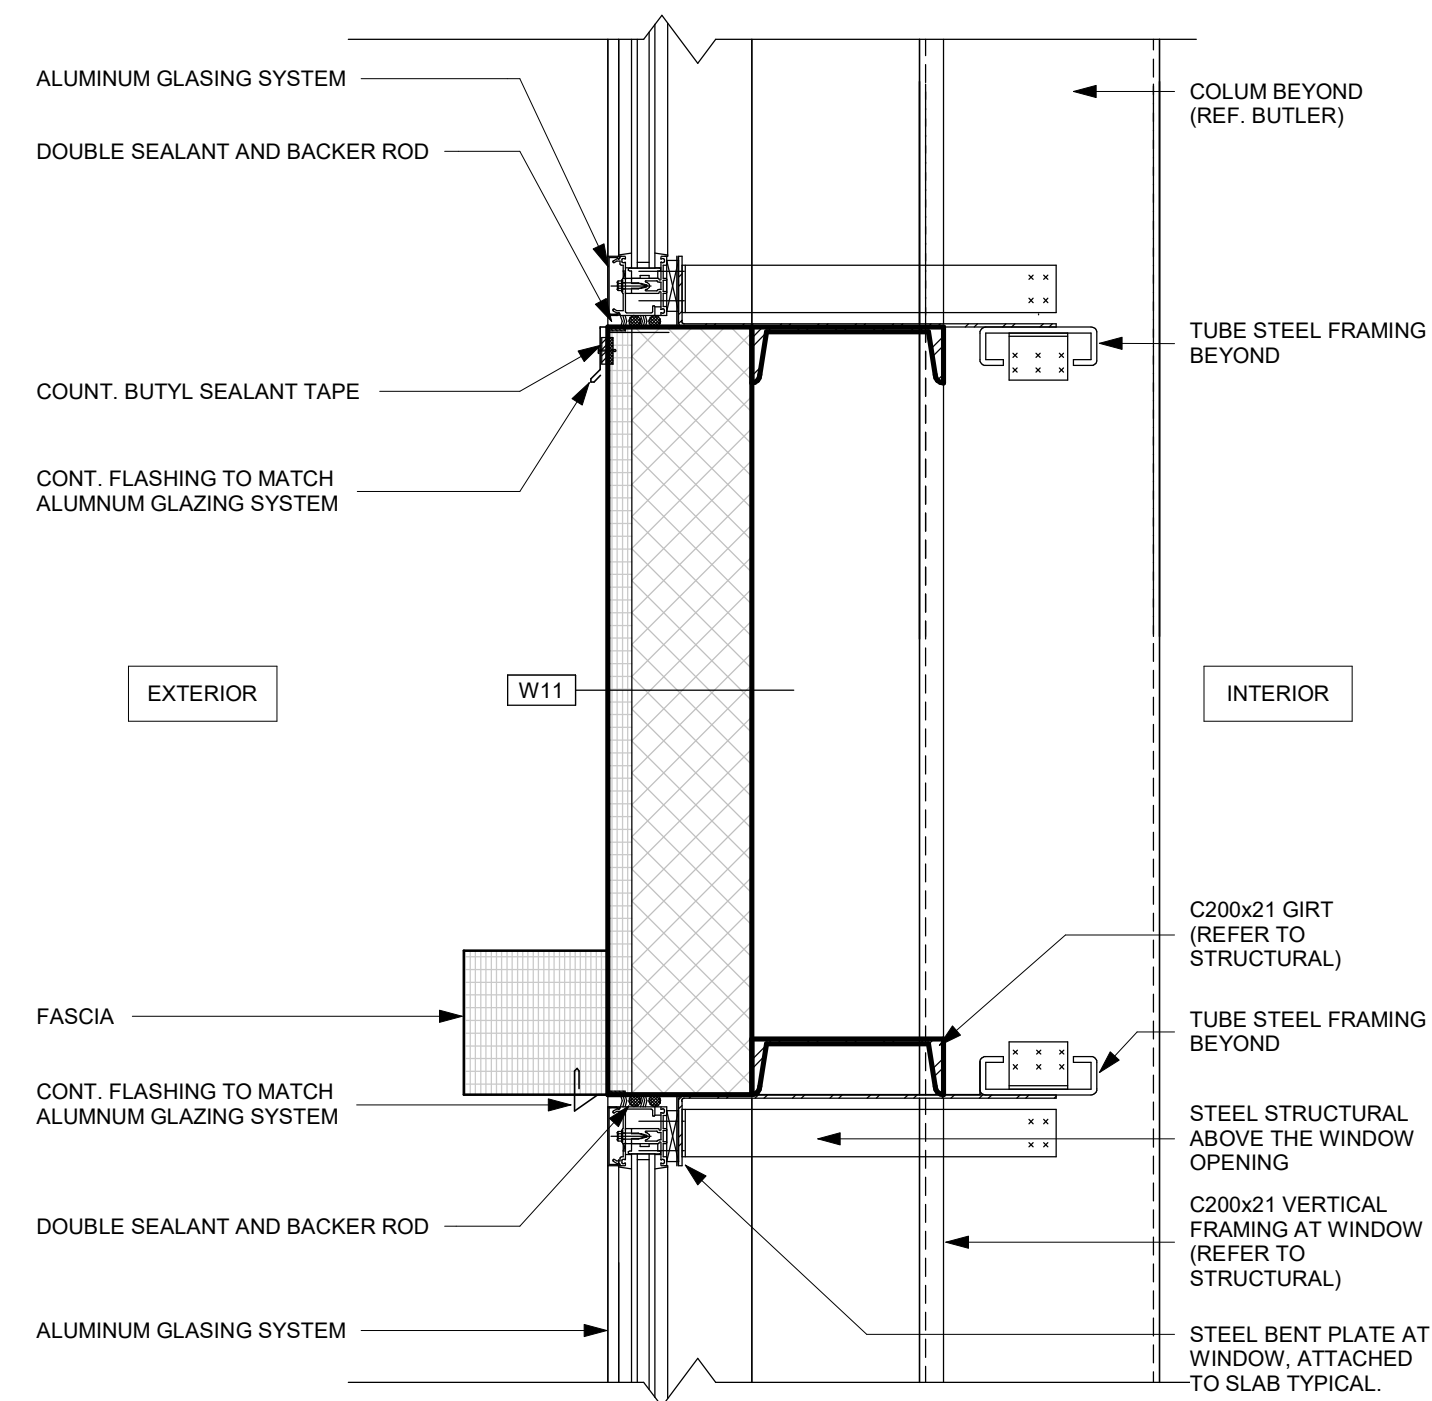 ALUMINUM GLASING SYSTEM
DOUBLE SEALANT AND BACKER ROD
COUNT. BUTYL SEALANT TAPE
CONT. FLASHING TO MATCH
ALUMNUM GLAZING SYSTEM
EXTERIOR
FASCIA
CONT. FLASHING TO MATCH
ALUMNUM GLAZING SYSTEM
DOUBLE SEALANT AND BACKER ROD
ALUMINUM GLASING SYSTEM
W11
COLUM BEYOND
(REF. BUTLER)
TUBE STEEL FRAMING
BEYOND
INTERIOR
C200x21 GIRT
(REFER TO
STRUCTURAL)
TUBE STEEL FRAMING
BEYOND
STEEL STRUCTURAL
ABOVE THE WINDOW
OPENING
C200x21 VERTICAL
FRAMING AT WINDOW
(REFER TO
STRUCTURAL)
STEEL BENT PLATE AT
WINDOW, ATTACHED
TO SLAB TYPICAL.